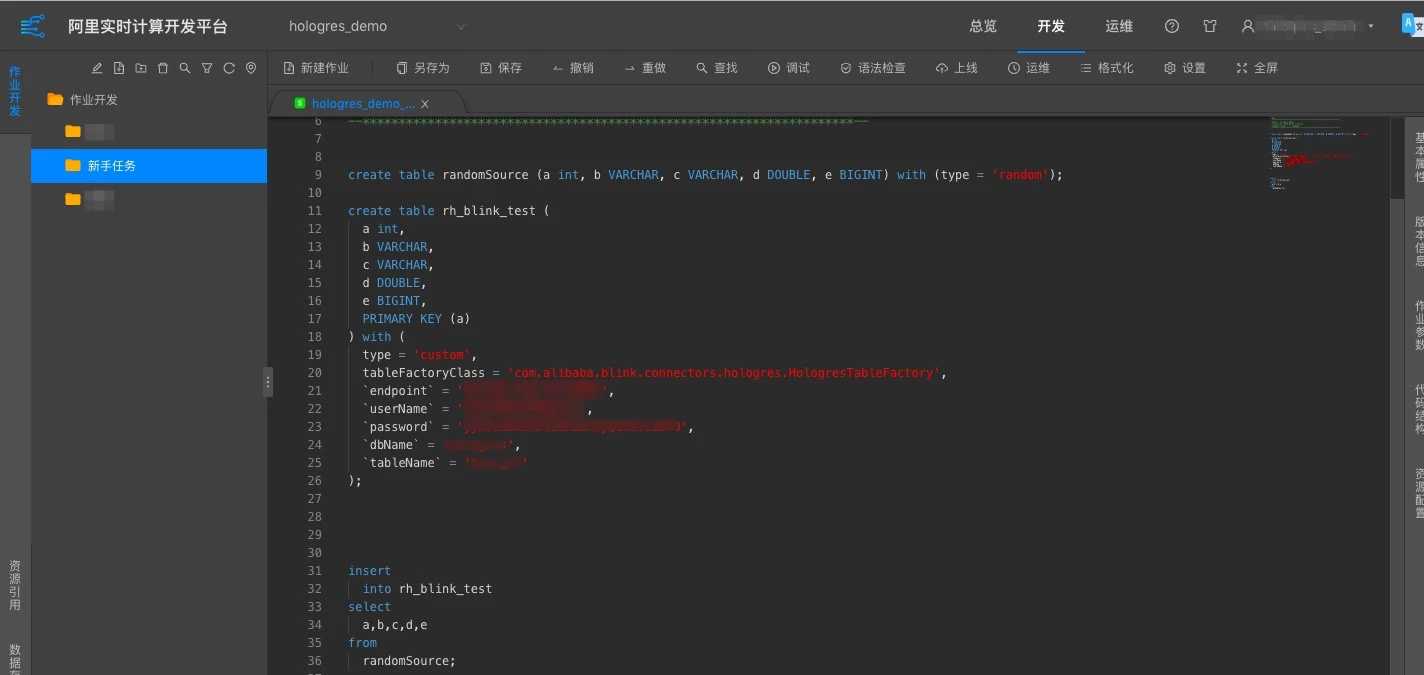 阿里实时计算开发平台 hologres_demo 总览 开发 运维
新建作业 另存为 保存 撤销 重做 查找 调试 语法检查 上线 运维 格式化 设置 全屏
作业开发
作业开发
新手任务
资源引用
hologres_demo_... X
6 --********************************************************************--
7
8
9 create table randomSource (a int, b VARCHAR, c VARCHAR, d DOUBLE, e BIGINT) with (type = 'random');
10
11 create table rh_blink_test (
12 a int,
13 b VARCHAR,
14 c VARCHAR,
15 d DOUBLE,
16 e BIGINT,
17 PRIMARY KEY (a)
18 ) with (
19 type = 'custom',
20 tableFactoryClass = 'com.alibaba.blink.connectors.hologres.HologresTableFactory',
21 `endpoint` = '',
22 `userName` = ',
23 `password` = '',
24 `dbName` = ',
25 `tableName` = ''
26 );
27
28
29
30
31 insert
32 into rh_blink_test
33 select
34 a,b,c,d,e
35 from
36 randomSource;
基本属性
版本信息
作业参数
代码结构
资源配置